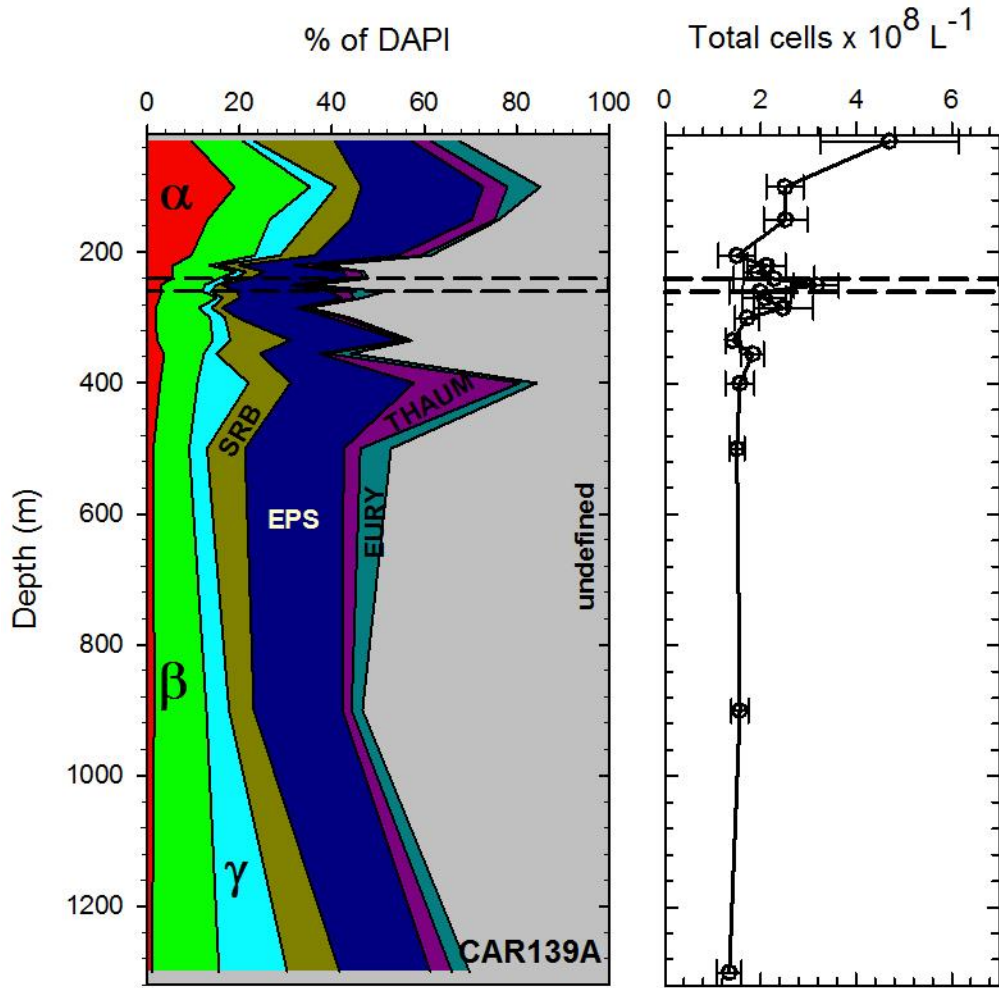 % of DAPI
Total cells x 10^8 L^-1
0 20 40 60 80 100
0 2 4 6
200
400
600
800
1000
1200
Depth (m)
α
β
γ
SRB
EPS
THAUM
EURY
undefined
CAR139A